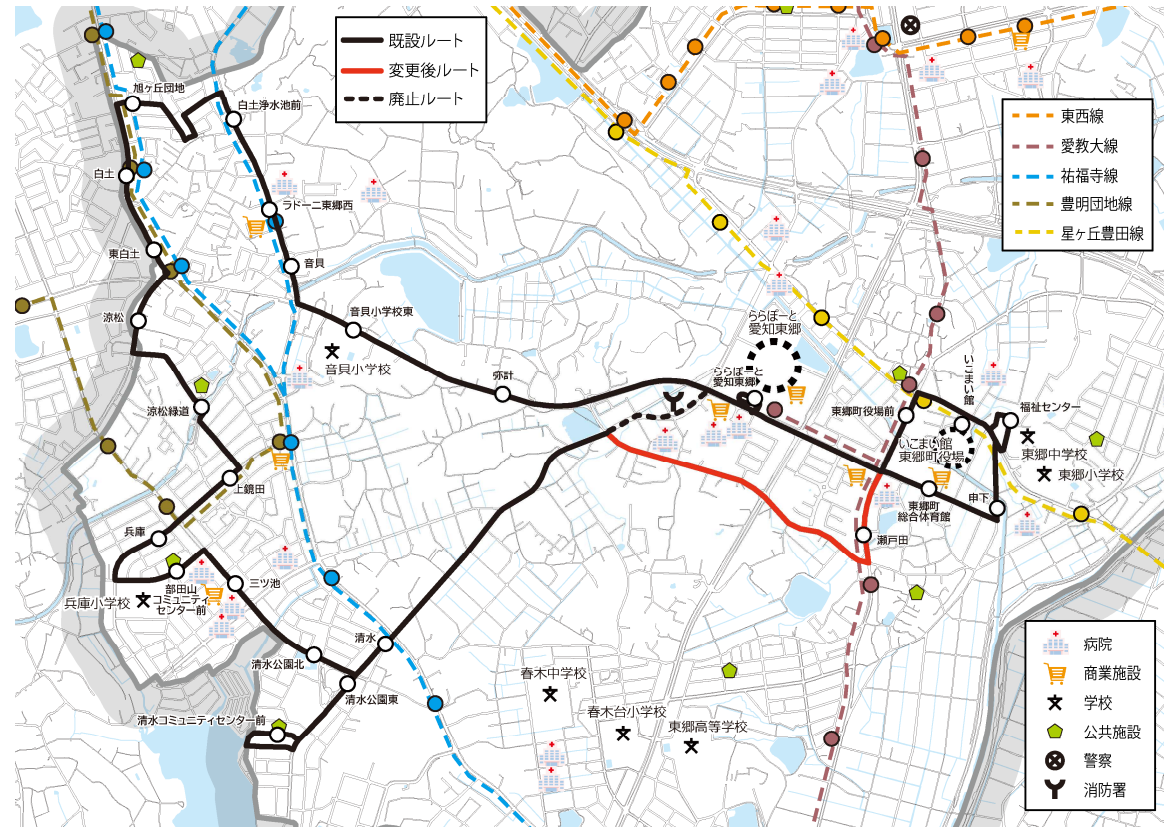 既設ルート
変更後ルート
廃止ルート
旭ヶ丘団地
白土浄水池前
東西線
愛教大線
祐福寺線
豊明団地線
星ヶ丘豊田線
白土
ラドーニ東郷西
東白土
音貝
涼松
音貝小学校東
音貝小学校
ららぽーと
愛知東郷
ららぽーと
愛知東郷
弥計
いこまい館
涼松緑道
東郷町役場前
福祉センター
いこまい館
東郷町役場
東郷中学校
東郷小学校
上鏡田
申下
東郷町
総合体育館
兵庫
瀬戸田
部田山
コミュニティ
センター前
三ツ池
兵庫小学校
清水
清水公園北
清水公園東
清水コミュニティセンター前
春木中学校
春木台小学校
東郷高等学校
病院
商業施設
学校
公共施設
警察
消防署